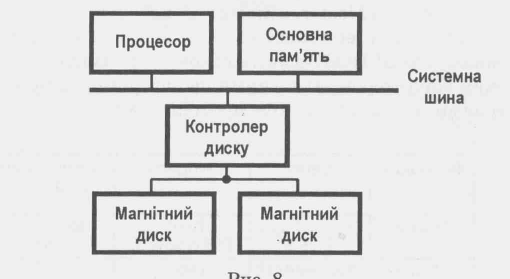 Процесор
Основна
пам'ять
Системна
шина
Контролер
диску
Магнітний
диск
Магнітний
диск
Рис. 8